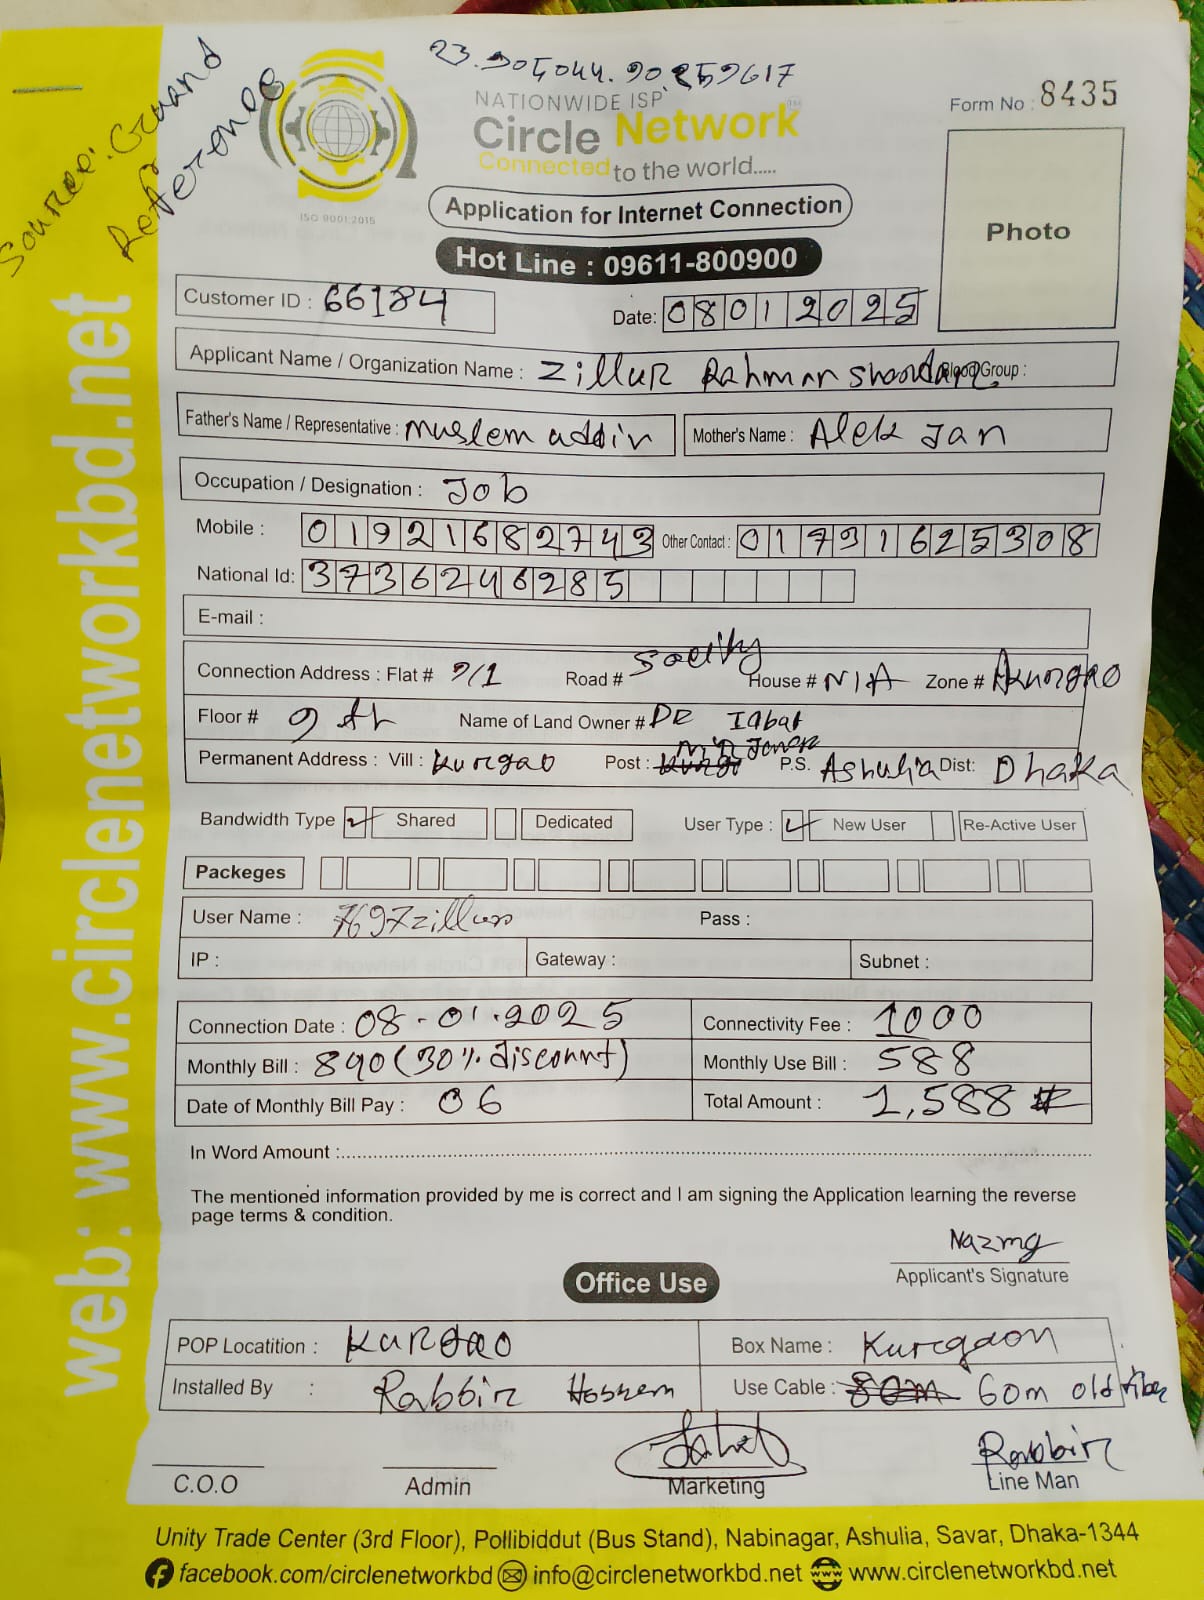 23.905044.90259617
Source: Grand
Reference
NATIONWIDE ISP
Circle Network
Connected to the world.....
ISO 9001:2015
Form No : 8435
Photo
Application for Internet Connection
Hot Line : 09611-800900
Customer ID : 66184
Date: 08012025
Applicant Name / Organization Name : Zillur Rahman Blood Group :
Father's Name / Representative : Muslem uddin Mother's Name : Alek Jan
Occupation / Designation : Job
Mobile : 01921682743 Other Contact : 01791625308
National Id: 3736246285
E-mail :
Connection Address : Flat # 9/1 Road # Society House # N/A Zone # Akurgao
Floor # 9 th Name of Land Owner # DR Iqbal
Permanent Address : Vill : Kurgao Post : P.S. Ashulia Dist: Dhaka
Bandwidth Type Shared Dedicated User Type : New User Re-Active User
Packeges
User Name : 7697zillur Pass :
IP : Gateway : Subnet :
Connection Date : 08-01.2025 Connectivity Fee : 1000
Monthly Bill : 840 (30% discount) Monthly Use Bill : 588
Date of Monthly Bill Pay : 06 Total Amount : 1,588
In Word Amount :
The mentioned information provided by me is correct and I am signing the Application learning the reverse
page terms & condition.
Nazmg
Applicant's Signature
Office Use
POP Locatition : Kurgao Box Name : Kurgaon
Installed By : Rabbir Hossem Use Cable : 80m 60m old fiber
Rabbir
C.O.O Admin Marketing Line Man
Unity Trade Center (3rd Floor), Pollibiddut (Bus Stand), Nabinagar, Ashulia, Savar, Dhaka-1344
facebook.com/circlenetworkbd info@circlenetworkbd.net www.circlenetworkbd.net
web: www.circlenetworkbd.net